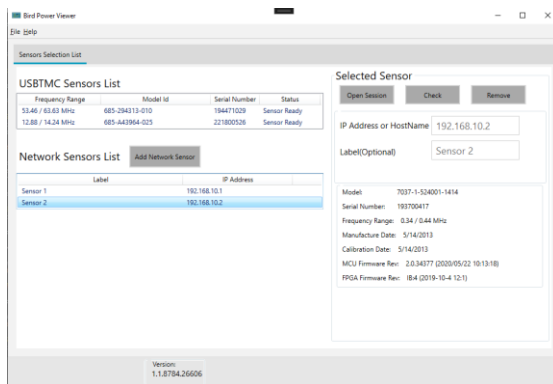 Bird Power Viewer
File Help
Sensors Selection List
USBTMC Sensors List
Frequency Range Model Id Serial Number Status
53.46 / 63.63 MHz 685-294313-010 194471029 Sensor Ready
12.88 / 14.24 MHz 685-A43964-025 221800526 Sensor Ready
Network Sensors List Add Network Sensor
Label IP Address
Sensor 1 192.168.10.1
Sensor 2 192.168.10.2
Selected Sensor
Open Session Check Remove
IP Address or HostName 192.168.10.2
Label(Optional) Sensor 2
Model: 7037-1-524001-1414
Serial Number: 193700417
Frequency Range: 0.34 / 0.44 MHz
Manufacture Date: 5/14/2013
Calibration Date: 5/14/2013
MCU Firmware Rev: 2.0.34377 (2020/05/22 10:13:18)
FPGA Firmware Rev: IB:4 (2019-10-4 12:1)
Version:
1.1.8784.26606